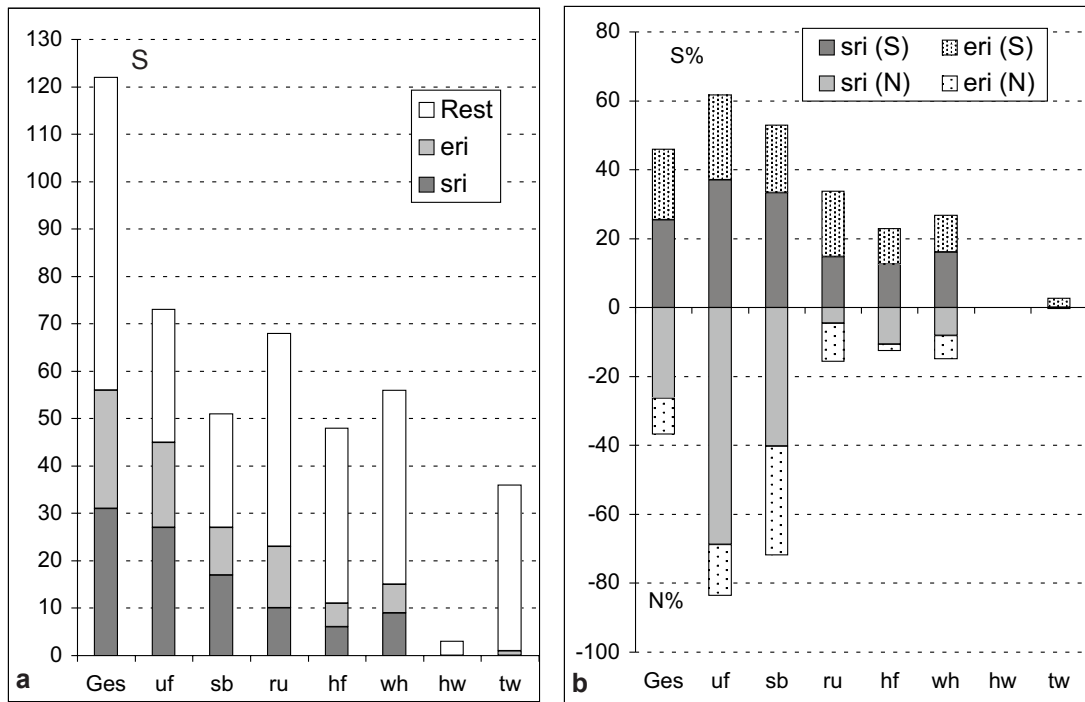 130
120
110
100
90
80
70
60
50
40
30
20
10
0
S
Rest
eri
sri
Ges uf sb ru hf wh hw tw
a
80
60
40
20
0
-20
-40
-60
-80
-100
S%
sri (S) eri (S)
sri (N) eri (N)
N%
Ges uf sb ru hf wh hw tw
b